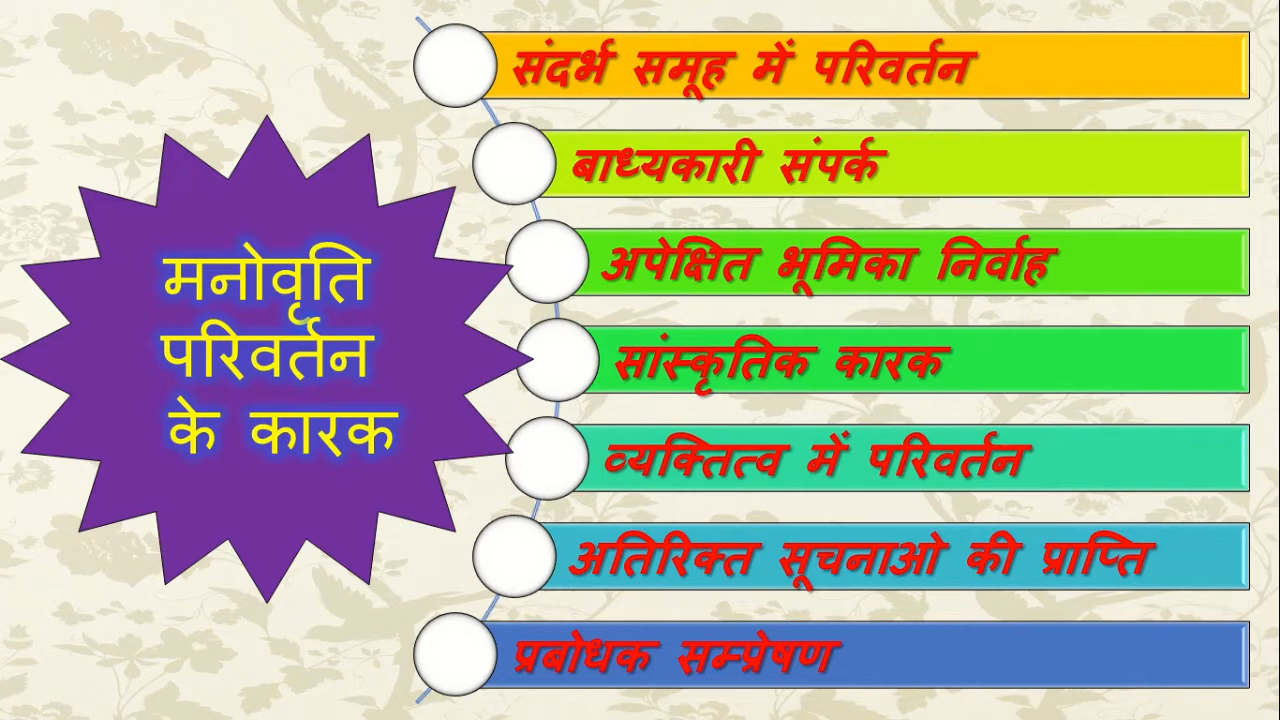 मनोवृति
परिवर्तन
के कारक
संदर्भ समूह में परिवर्तन
बाध्यकारी संपर्क
अपेक्षित भूमिका निर्वाह
सांस्कृतिक कारक
व्यक्तित्व में परिवर्तन
अतिरिक्त सूचनाओ की प्राप्ति
प्रबोधक सम्प्रेषण